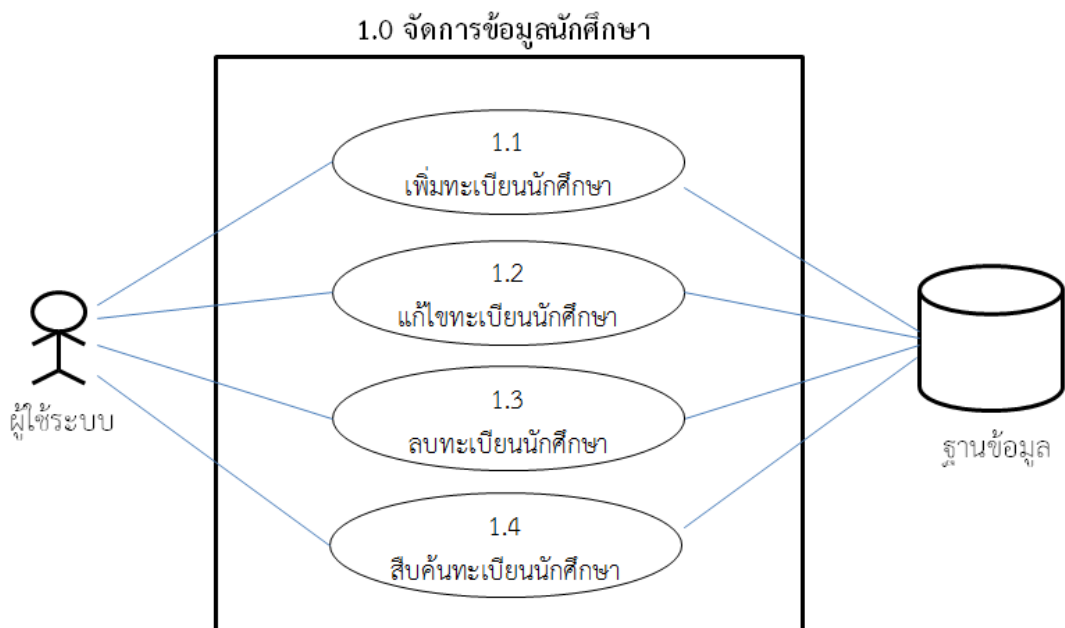 1.0 จัดการข้อมูลนักศึกษา
1.1
เพิ่มทะเบียนนักศึกษา
1.2
แก้ไขทะเบียนนักศึกษา
1.3
ลบทะเบียนนักศึกษา
1.4
สืบค้นทะเบียนนักศึกษา
ผู้ใช้ระบบ
ฐานข้อมูล